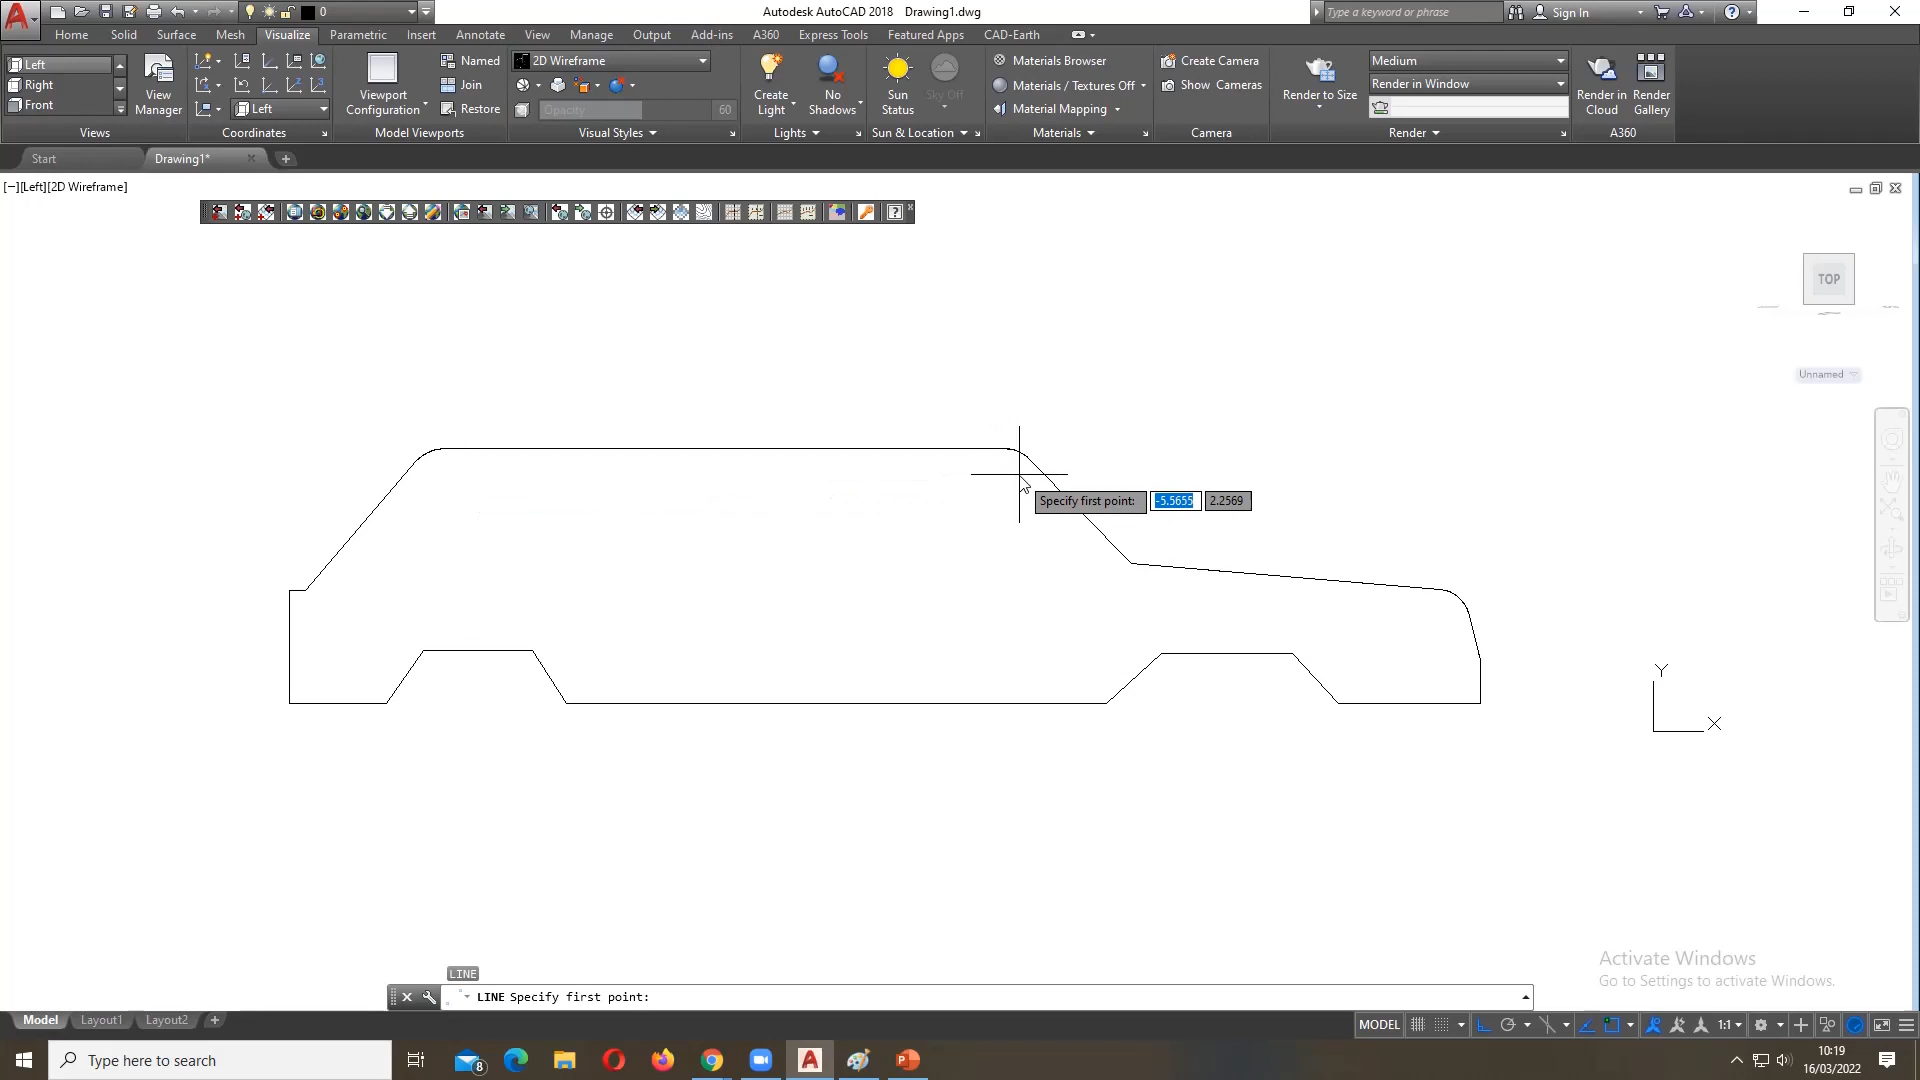 0
Autodesk AutoCAD 2018 Drawing1.dwg
Type a keyword or phrase
Sign In
Home Solid Surface Mesh Visualize Parametric Insert Annotate View Manage Output Add-ins A360 Express Tools Featured Apps CAD-Earth
Left
Right
Front
View
Manager
Left
Viewport
Configuration
Named
Join
Restore
2D Wireframe
Opacity 60
Create
Light
No
Shadows
Sun
Status
Sky Off
Materials Browser
Materials / Textures Off
Material Mapping
Create Camera
Show Cameras
Render to Size
Medium
Render in Window
Render in
Cloud
Render
Gallery
Views Coordinates Model Viewports Visual Styles Lights Sun & Location Materials Camera Render A360
Start Drawing1*
[−][Left][2D Wireframe]
TOP
Unnamed
Specify first point: -5.5655 2.2569
Y
X
Activate Windows
Go to Settings to activate Windows.
LINE
LINE Specify first point:
Model Layout1 Layout2
MODEL 1:1
Type here to search
8
10:19
16/03/2022